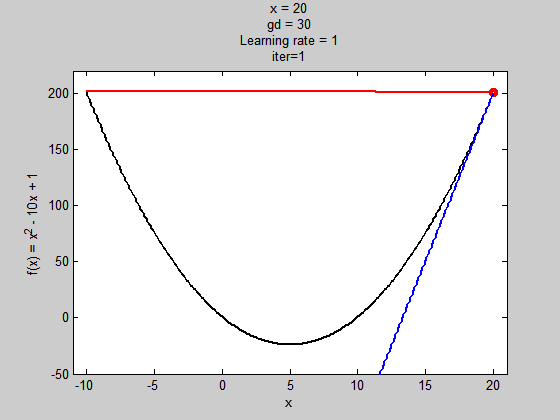 x = 20
gd = 30
Learning rate = 1
iter=1
f(x) = x² - 10x + 1
200
150
100
50
0
-50
-10
-5
0
5
10
15
20
x